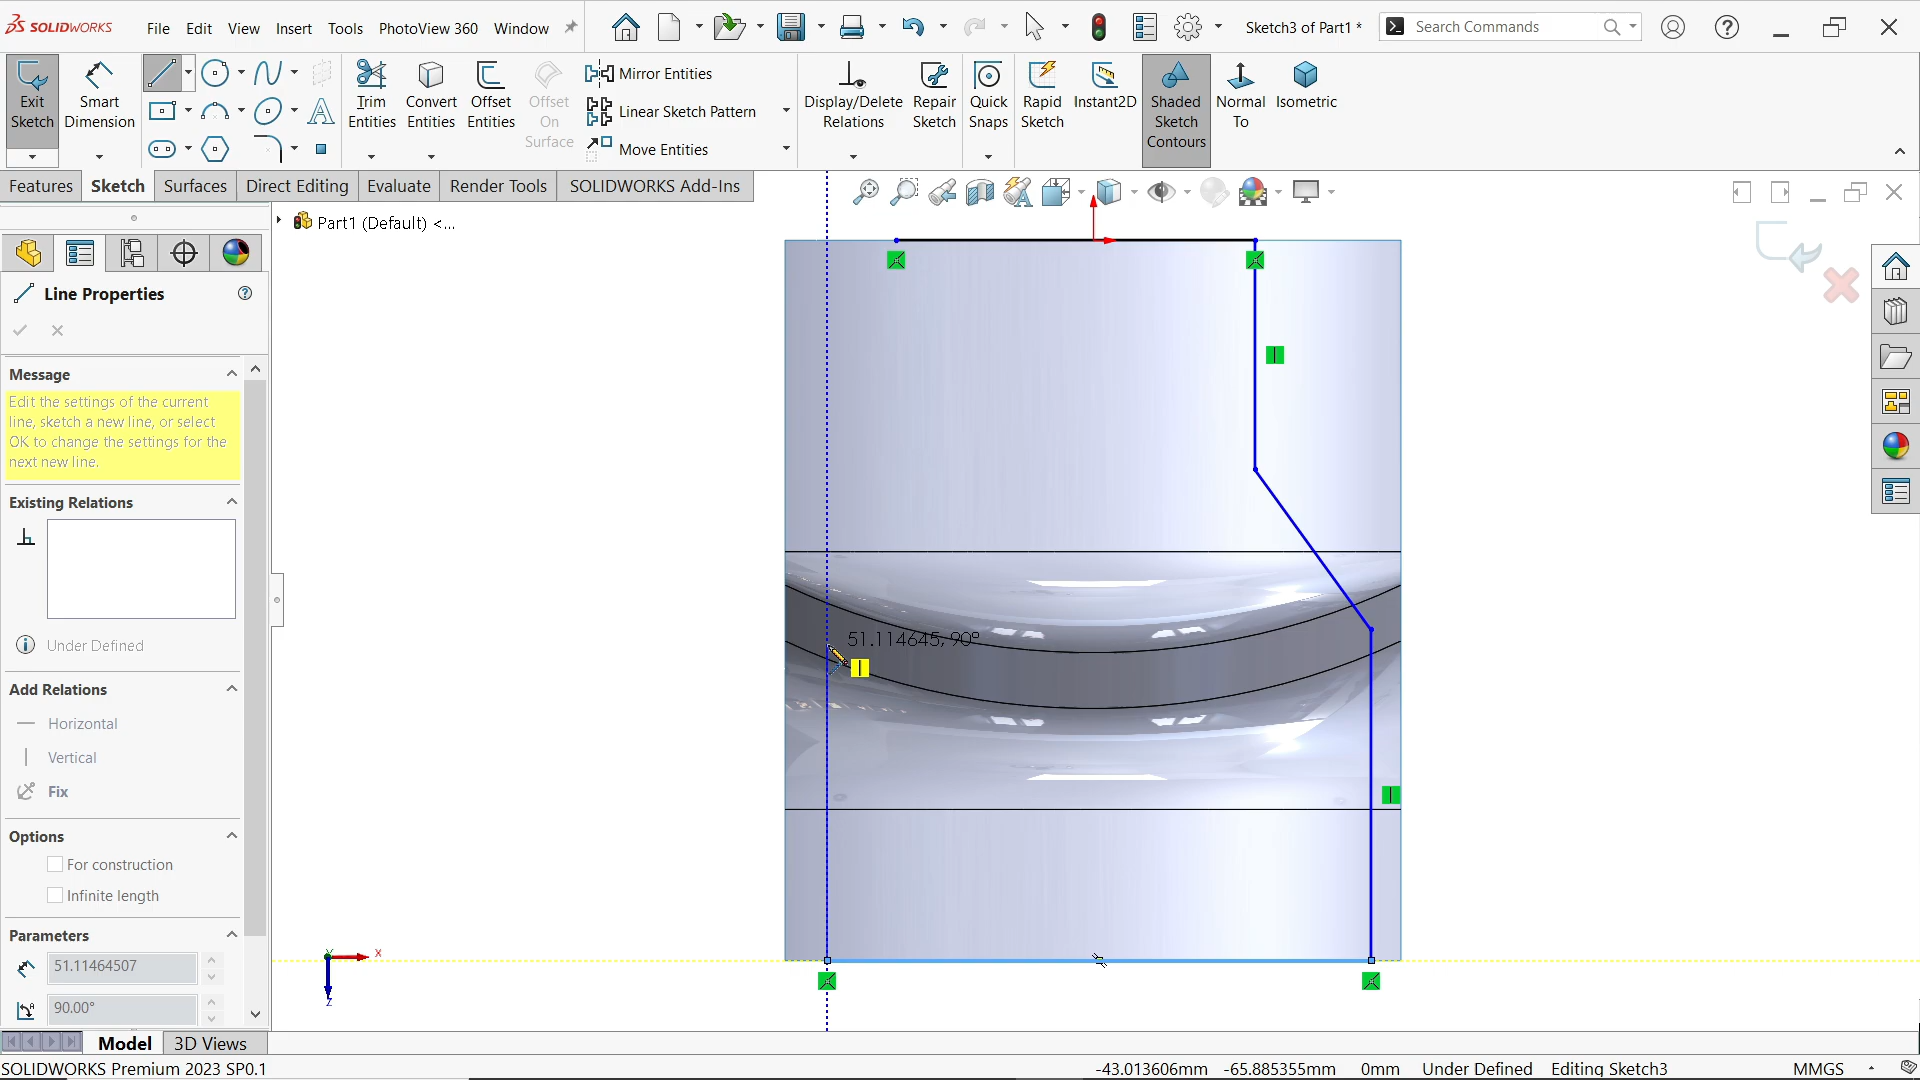 SOLIDWORKS
File Edit View Insert Tools PhotoView 360 Window
Sketch3 of Part1 *
Search Commands
Exit Sketch
Smart Dimension
Trim Entities
Convert Entities
Offset Entities
Offset On Surface
Mirror Entities
Linear Sketch Pattern
Move Entities
Display/Delete Relations
Repair Sketch
Quick Snaps
Rapid Sketch
Instant2D
Shaded Sketch Contours
Normal To
Isometric
Features Sketch Surfaces Direct Editing Evaluate Render Tools SOLIDWORKS Add-Ins
Part1 (Default) <...
Line Properties
Message
Edit the settings of the current
line, sketch a new line, or select
OK to change the settings for the
next new line.
Existing Relations
Under Defined
Add Relations
Horizontal
Vertical
Fix
Options
For construction
Infinite length
Parameters
51.11464507
90.00°
51.114645, 90°
Y
X
Z
Model 3D Views
SOLIDWORKS Premium 2023 SP0.1
-43.013606mm -65.885355mm 0mm Under Defined Editing Sketch3 MMGS